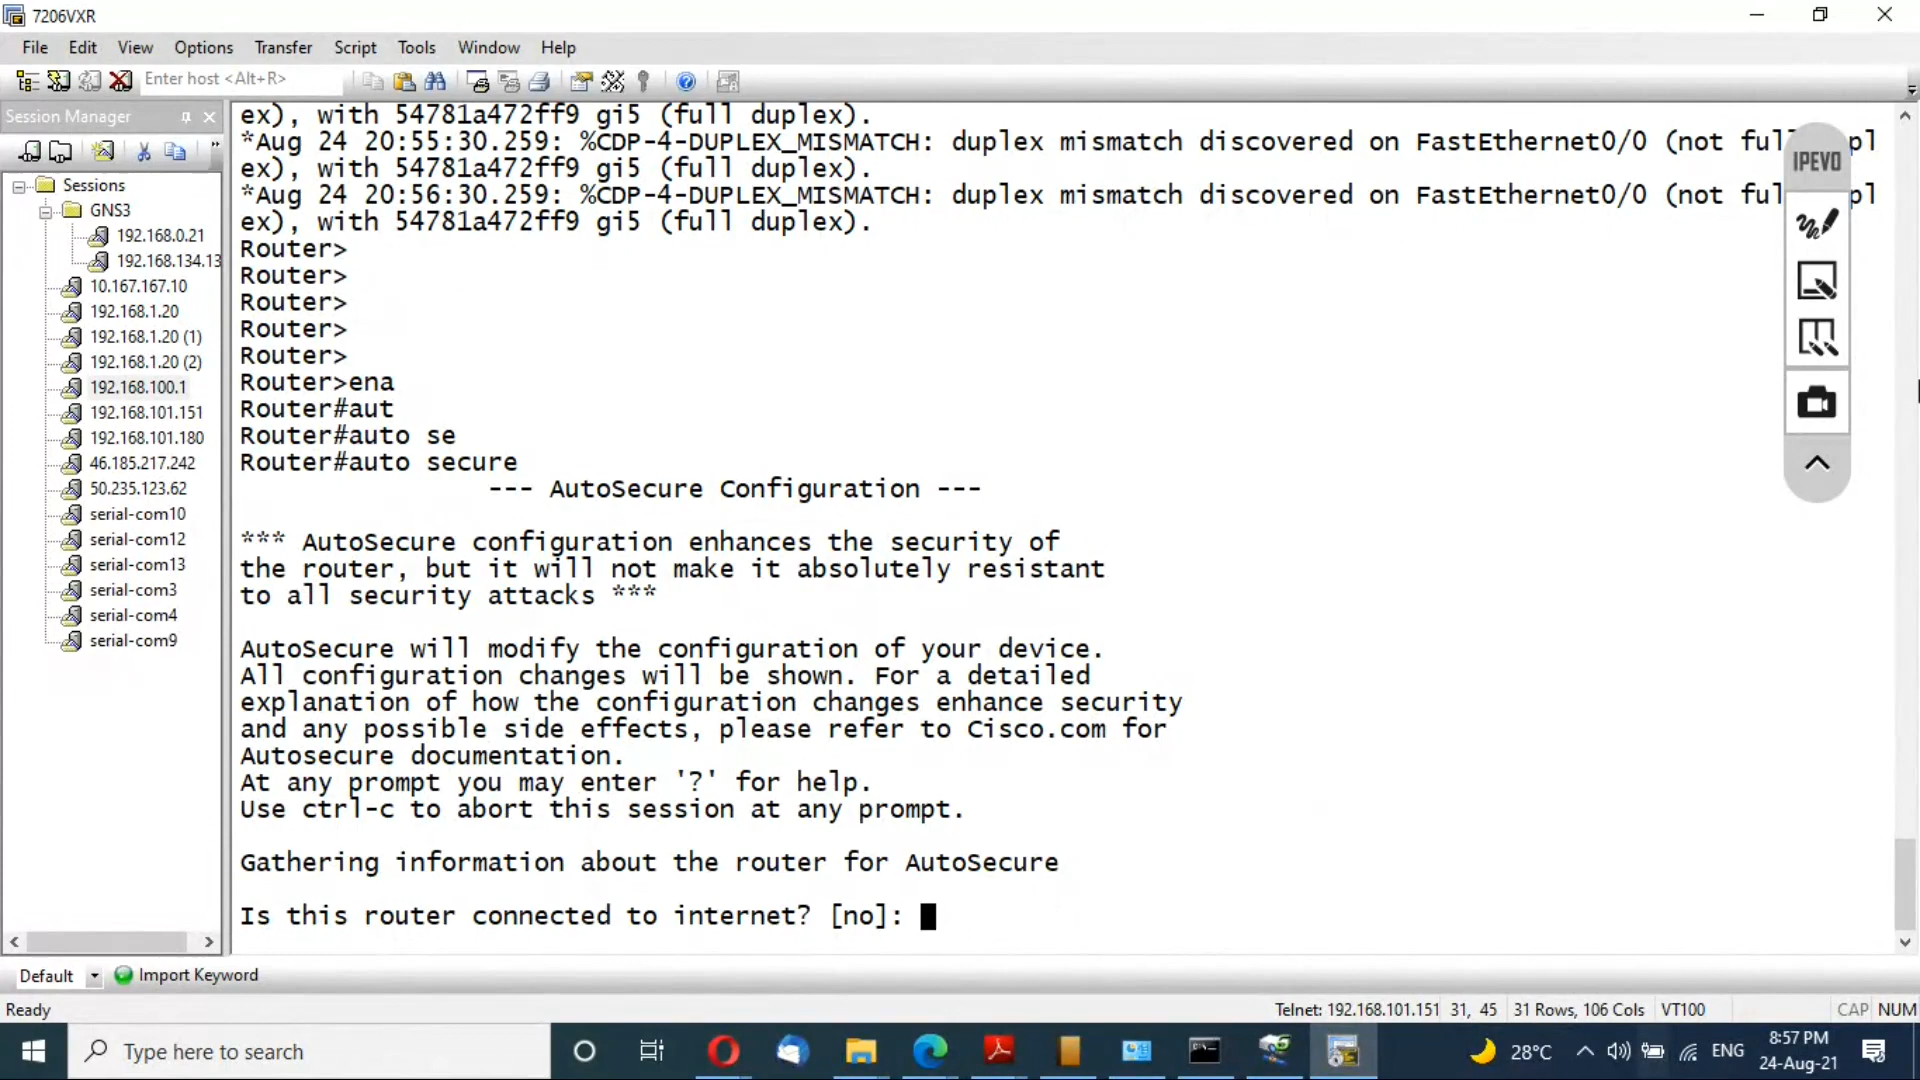 7206VXR
File Edit View Options Transfer Script Tools Window Help
Enter host <Alt+R>
Session Manager
Sessions
GNS3
192.168.0.21
192.168.134.13
10.167.167.10
192.168.1.20
192.168.1.20 (1)
192.168.1.20 (2)
192.168.100.1
192.168.101.151
192.168.101.180
46.185.217.242
50.235.123.62
serial-com10
serial-com12
serial-com13
serial-com3
serial-com4
serial-com9
ex), with 54781a472ff9 gi5 (full duplex).
*Aug 24 20:55:30.259: %CDP-4-DUPLEX_MISMATCH: duplex mismatch discovered on FastEthernet0/0 (not ful pl
ex), with 54781a472ff9 gi5 (full duplex).
*Aug 24 20:56:30.259: %CDP-4-DUPLEX_MISMATCH: duplex mismatch discovered on FastEthernet0/0 (not ful pl
ex), with 54781a472ff9 gi5 (full duplex).
Router>
Router>
Router>
Router>
Router>
Router>ena
Router#aut
Router#auto se
Router#auto secure
--- AutoSecure Configuration ---
*** AutoSecure configuration enhances the security of
the router, but it will not make it absolutely resistant
to all security attacks ***
AutoSecure will modify the configuration of your device.
All configuration changes will be shown. For a detailed
explanation of how the configuration changes enhance security
and any possible side effects, please refer to Cisco.com for
Autosecure documentation.
At any prompt you may enter '?' for help.
Use ctrl-c to abort this session at any prompt.
Gathering information about the router for AutoSecure
Is this router connected to internet? [no]:
IPEVO
Default Import Keyword
Ready Telnet: 192.168.101.151 31, 45 31 Rows, 106 Cols VT100 CAP NUM
Type here to search 28°C ENG
8:57 PM
24-Aug-21